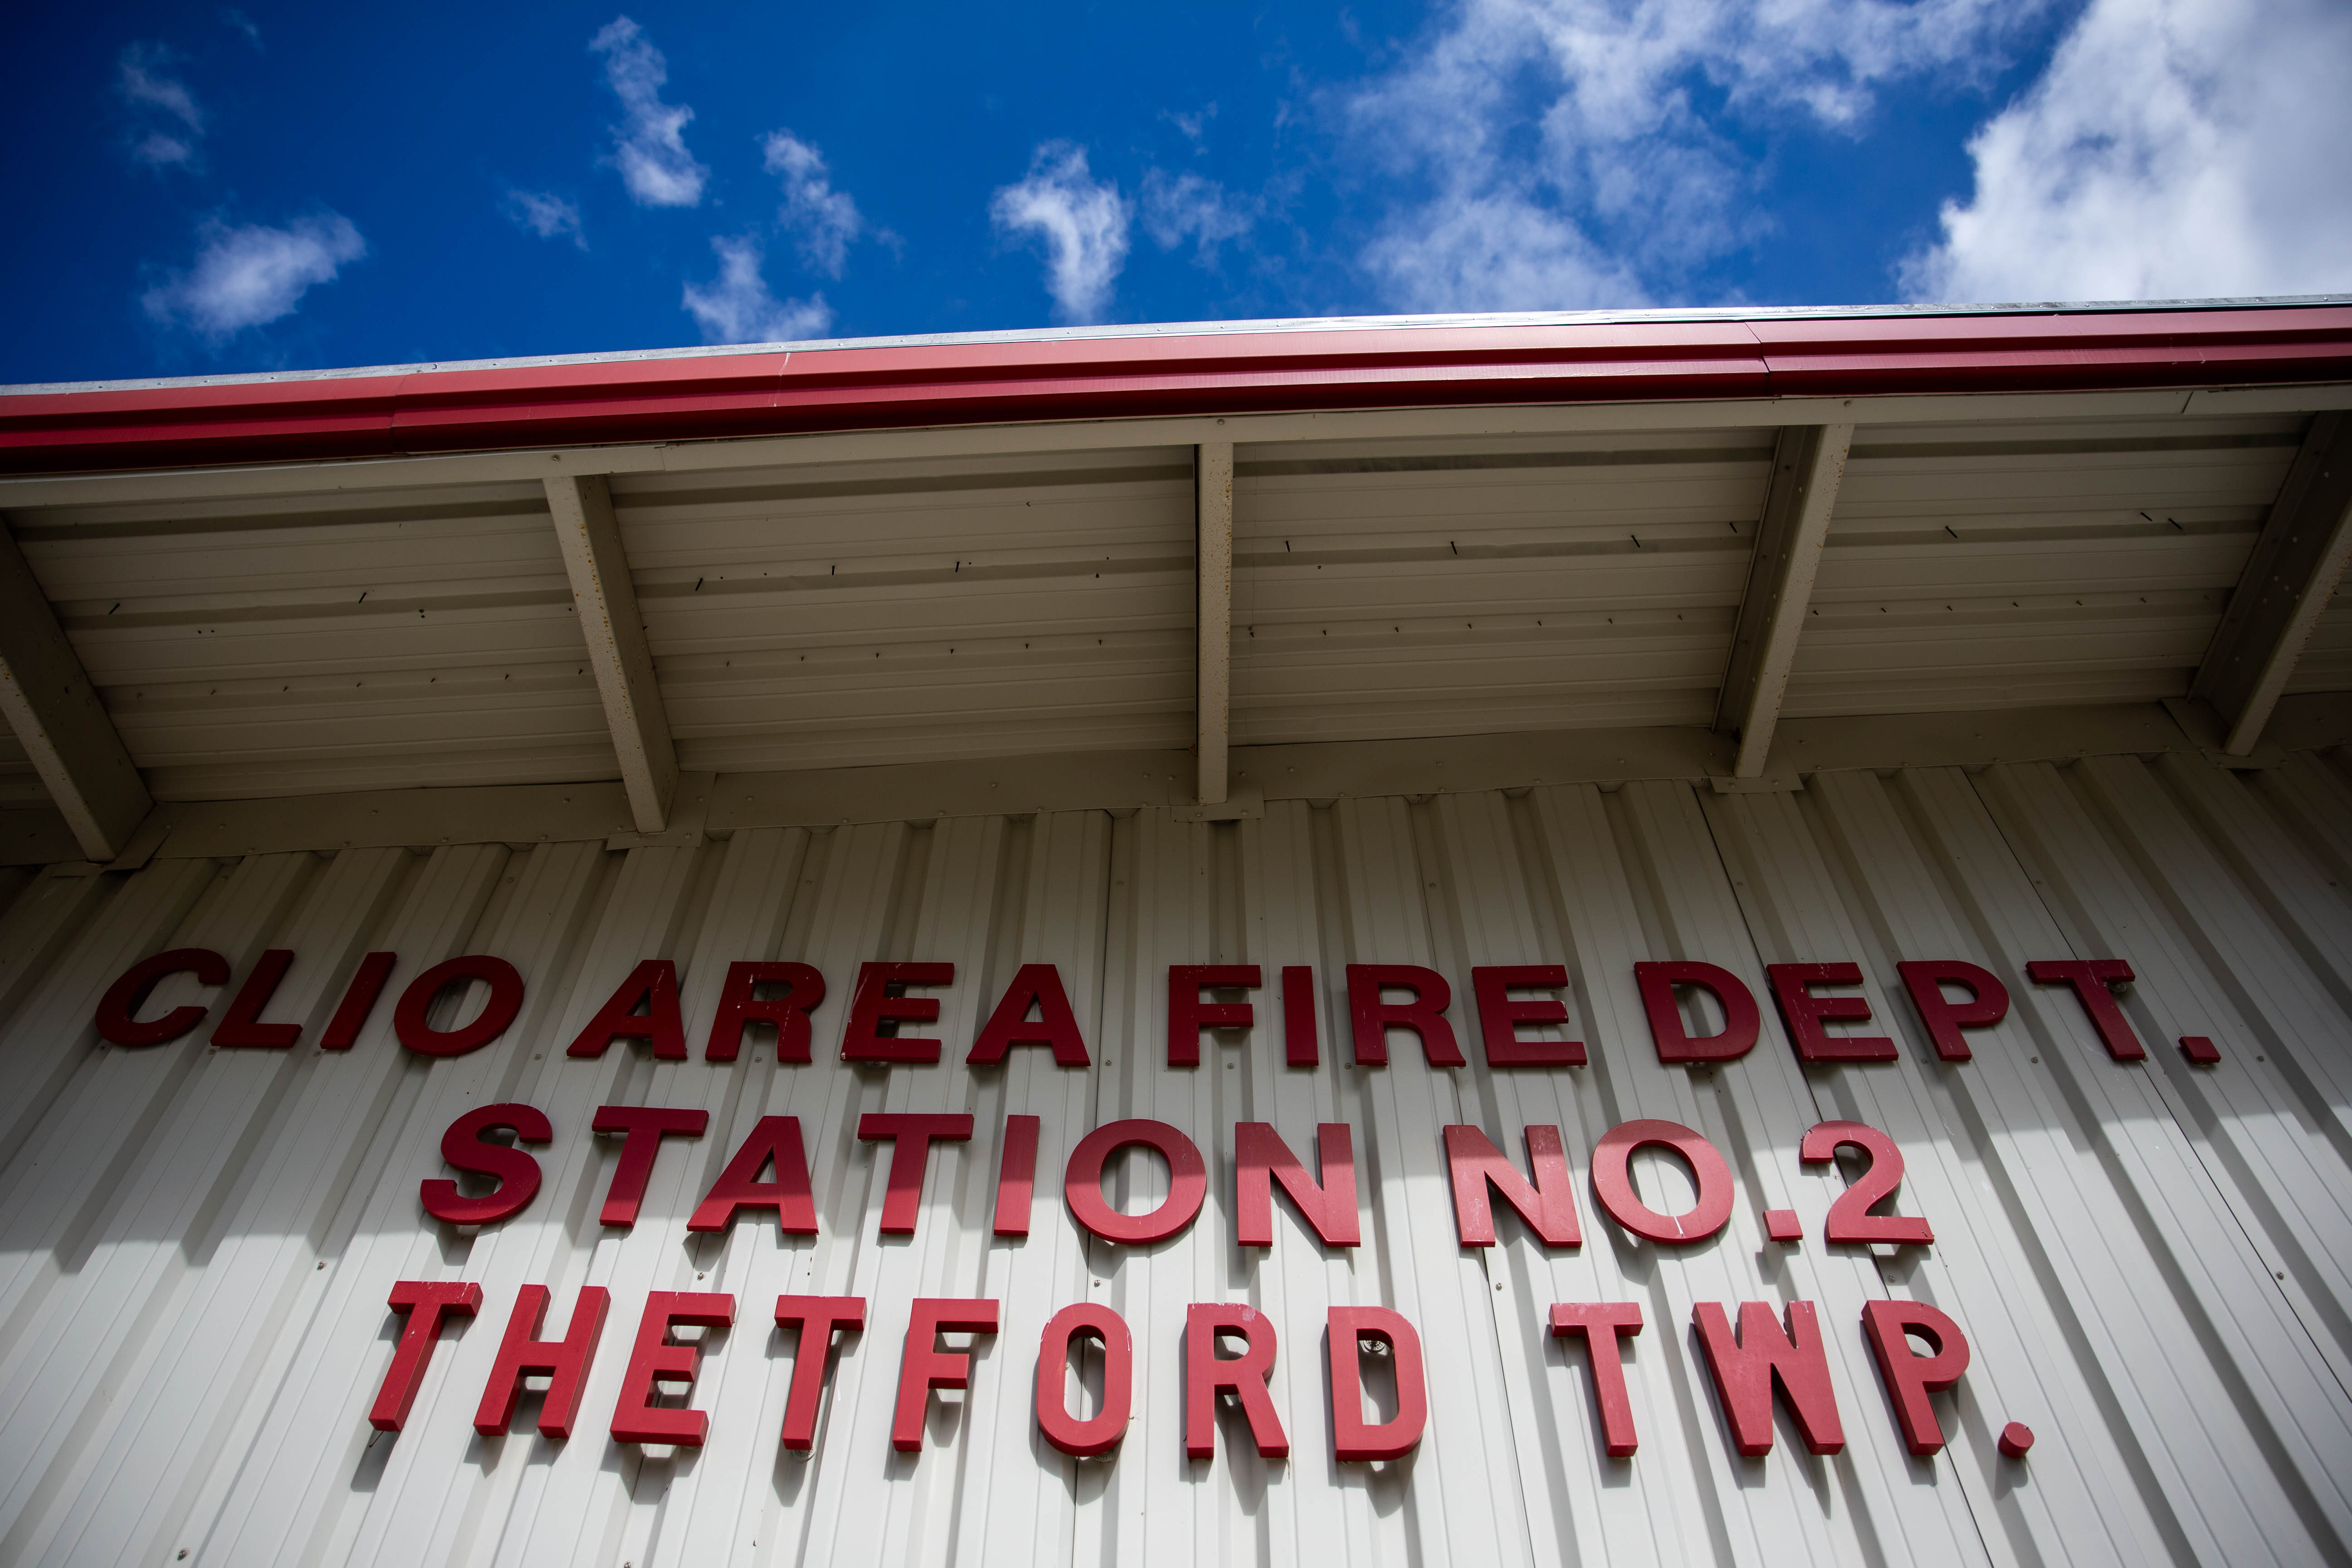 CLIO AREA FIRE DEPT.
STATION NO.2
THETFORD TWP.